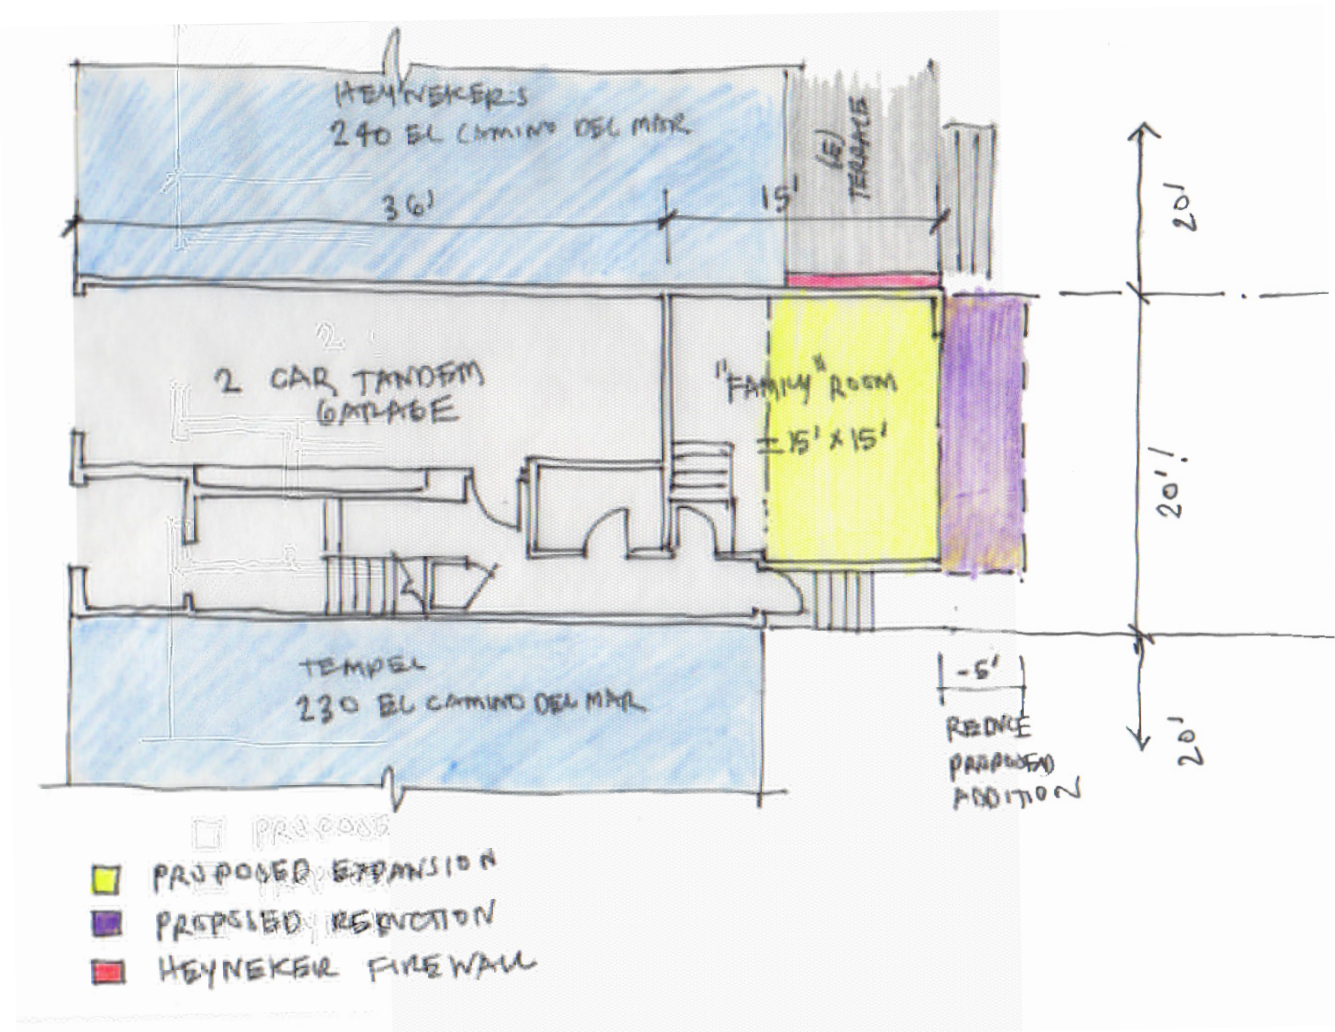 HEYNEKERS
240 EL CAMINO DEL MAR
(E)
TERRACE
36'
15'
20'
2 CAR TANDEM
GARAGE
"FAMILY" ROOM
±15' X 15'
20'!
TEMPEL
230 EL CAMINO DEL MAR
-5'
REDUCE
PROPOSED
ADDITION
20'
PROPOSED EXPANSION
PROPOSED REDUCTION
HEYNEKER FIREWALL